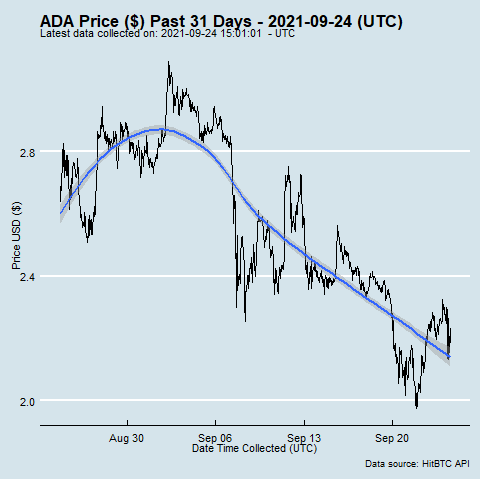 ADA Price ($) Past 31 Days - 2021-09-24 (UTC)
Latest data collected on: 2021-09-24 15:01:01 - UTC
2.8
2.4
2.0
Price USD ($)
Aug 30 Sep 06 Sep 13 Sep 20
Date Time Collected (UTC)
Data source: HitBTC API